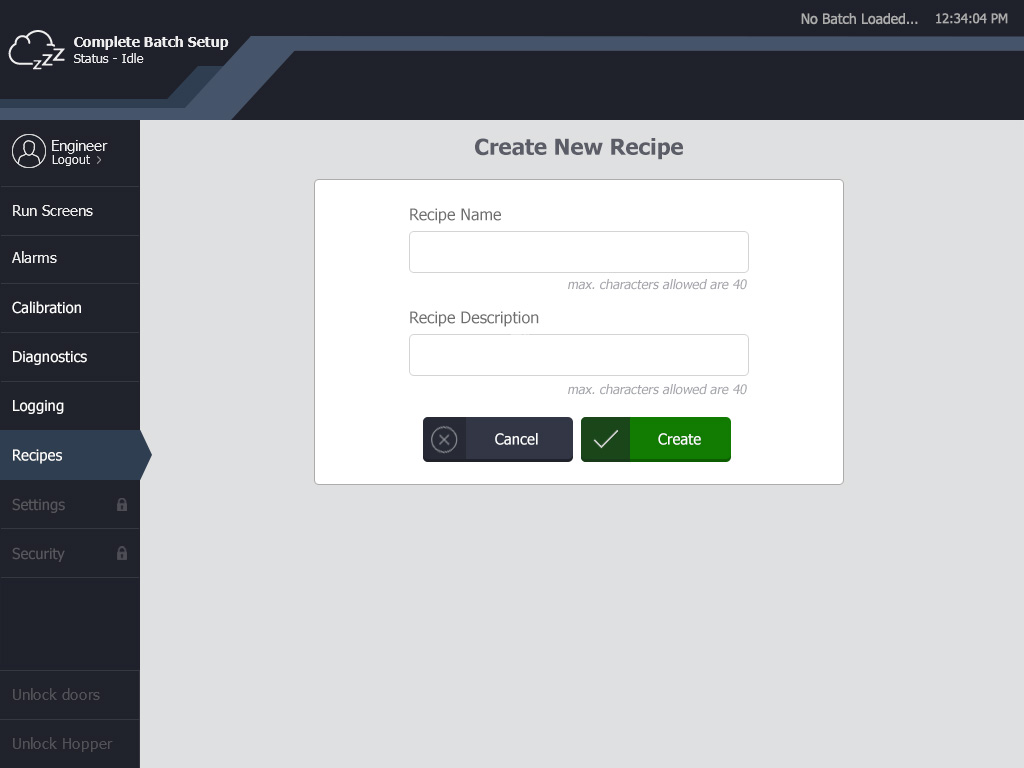 No Batch Loaded... 12:34:04 PM
Complete Batch Setup
Status - Idle
Engineer
Logout >
Run Screens
Alarms
Calibration
Diagnostics
Logging
Recipes
Settings
Security
Unlock doors
Unlock Hopper
Create New Recipe
Recipe Name
max. characters allowed are 40
Recipe Description
max. characters allowed are 40
Cancel
Create